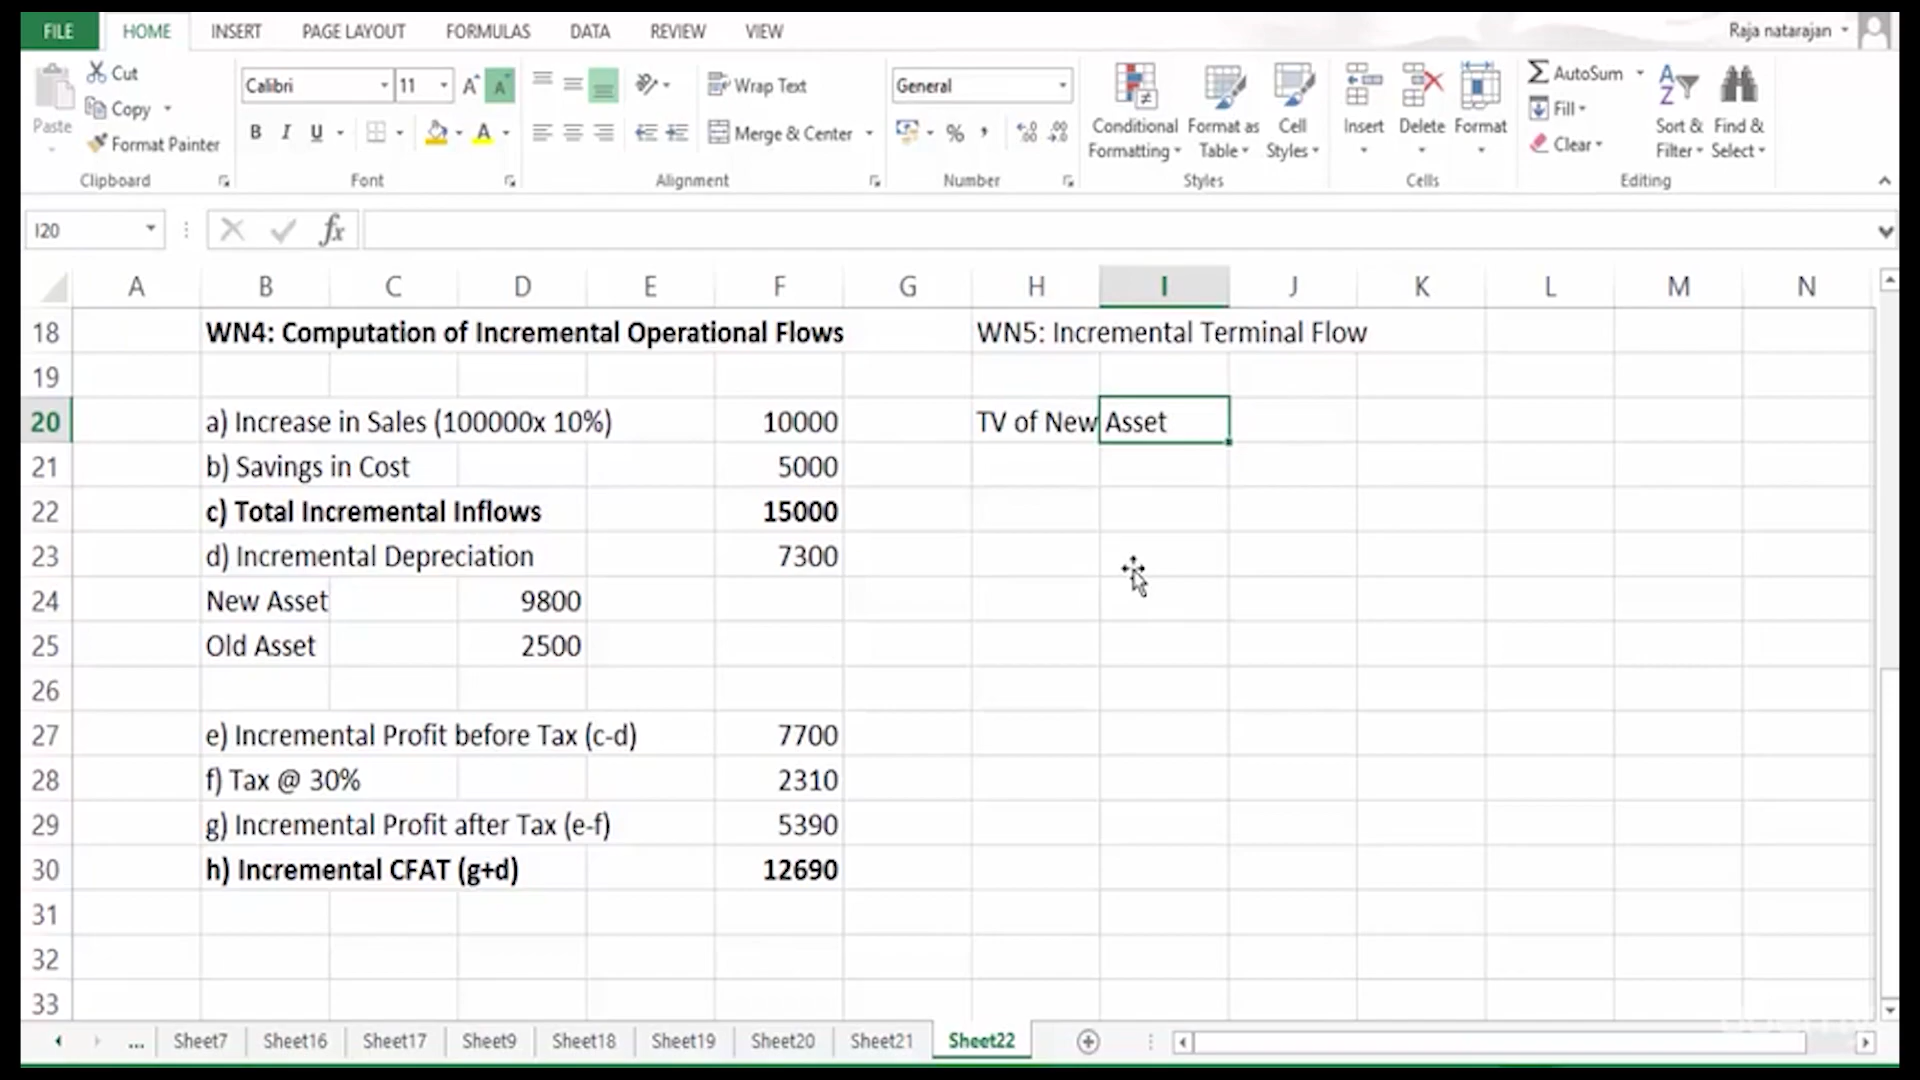 FILE HOME INSERT PAGE LAYOUT FORMULAS DATA REVIEW VIEW Raja natarajan
Cut
Copy
Format Painter
Paste
Clipboard
Calibri 11
B I U
Font
Wrap Text
Merge & Center
Alignment
General
% ,
Number
Conditional Formatting
Format as Table
Cell Styles
Styles
Insert Delete Format
Cells
AutoSum
Fill
Clear
Sort & Filter
Find & Select
Editing
I20 fx
A B C D E F G H I J K L M N
18 WN4: Computation of Incremental Operational Flows WN5: Incremental Terminal Flow
19
20 a) Increase in Sales (100000x 10%) 10000 TV of New Asset
21 b) Savings in Cost 5000
22 c) Total Incremental Inflows 15000
23 d) Incremental Depreciation 7300
24 New Asset 9800
25 Old Asset 2500
26
27 e) Incremental Profit before Tax (c-d) 7700
28 f) Tax @ 30% 2310
29 g) Incremental Profit after Tax (e-f) 5390
30 h) Incremental CFAT (g+d) 12690
31
32
33
... Sheet7 Sheet16 Sheet17 Sheet9 Sheet18 Sheet19 Sheet20 Sheet21 Sheet22